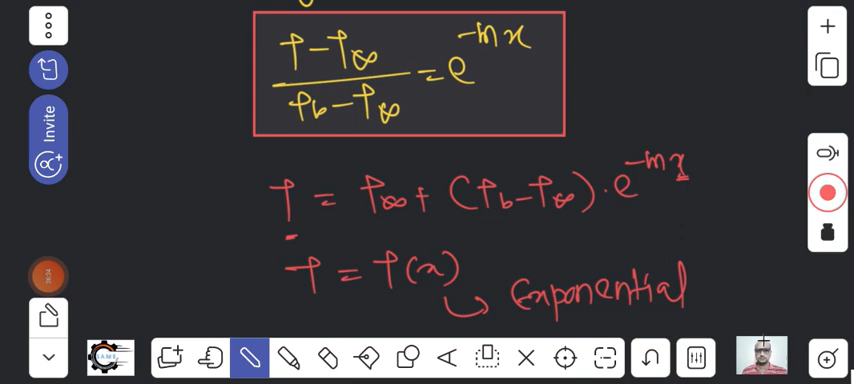 Invite
T - T∞ / Tb - T∞ = e^-mx
T = T∞ + (Tb - T∞) . e^-mx
T = T(x)
Exponential